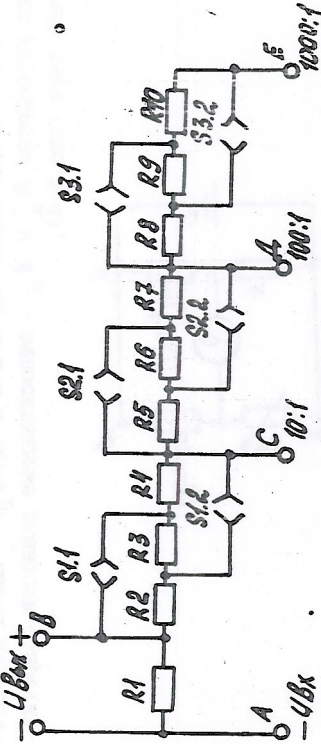 − UВых +
B
S1.1
S2.1
S3.1
R1
R2
R3
R4
R5
R6
R7
R8
R9
R10
S1.2
S2.2
S3.2
A
C
Д
E
− UВх
10:1
100:1
1000:1